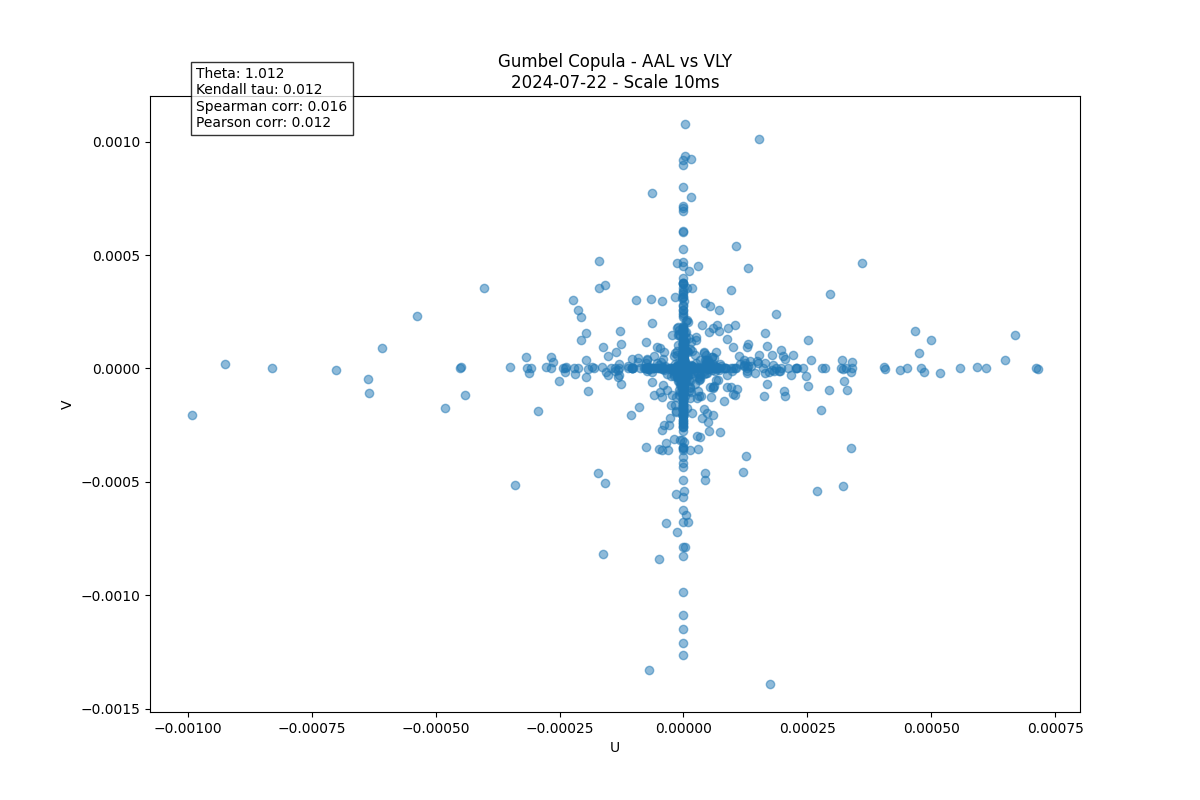 Gumbel Copula - AAL vs VLY
2024-07-22 - Scale 10ms
Theta: 1.012
Kendall tau: 0.012
Spearman corr: 0.016
Pearson corr: 0.012
0.0010
0.0005
0.0000
−0.0005
−0.0010
−0.0015
V
−0.00100 −0.00075 −0.00050 −0.00025 0.00000 0.00025 0.00050 0.00075
U